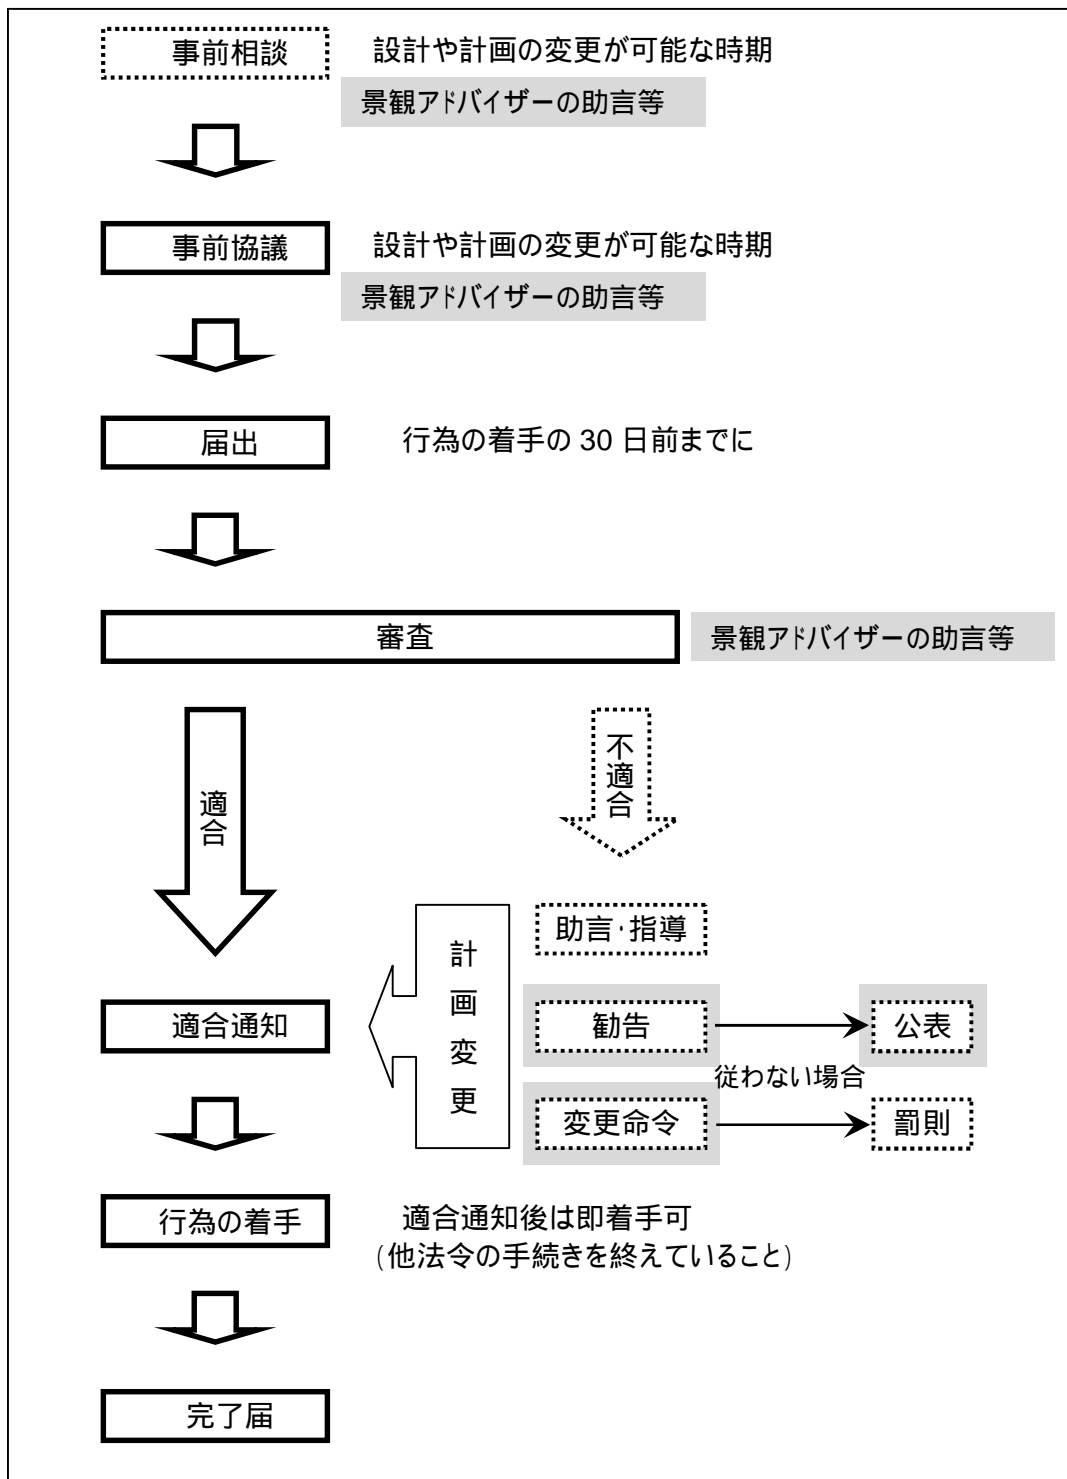 事前相談
設計や計画の変更が可能な時期
景観アドバイザーの助言等
事前協議
設計や計画の変更が可能な時期
景観アドバイザーの助言等
届出
行為の着手の 30 日前までに
審査
景観アドバイザーの助言等
適合
不適合
助言・指導
計画変更
適合通知
勧告
公表
従わない場合
変更命令
罰則
行為の着手
適合通知後は即着手可
(他法令の手続きを終えていること)
完了届